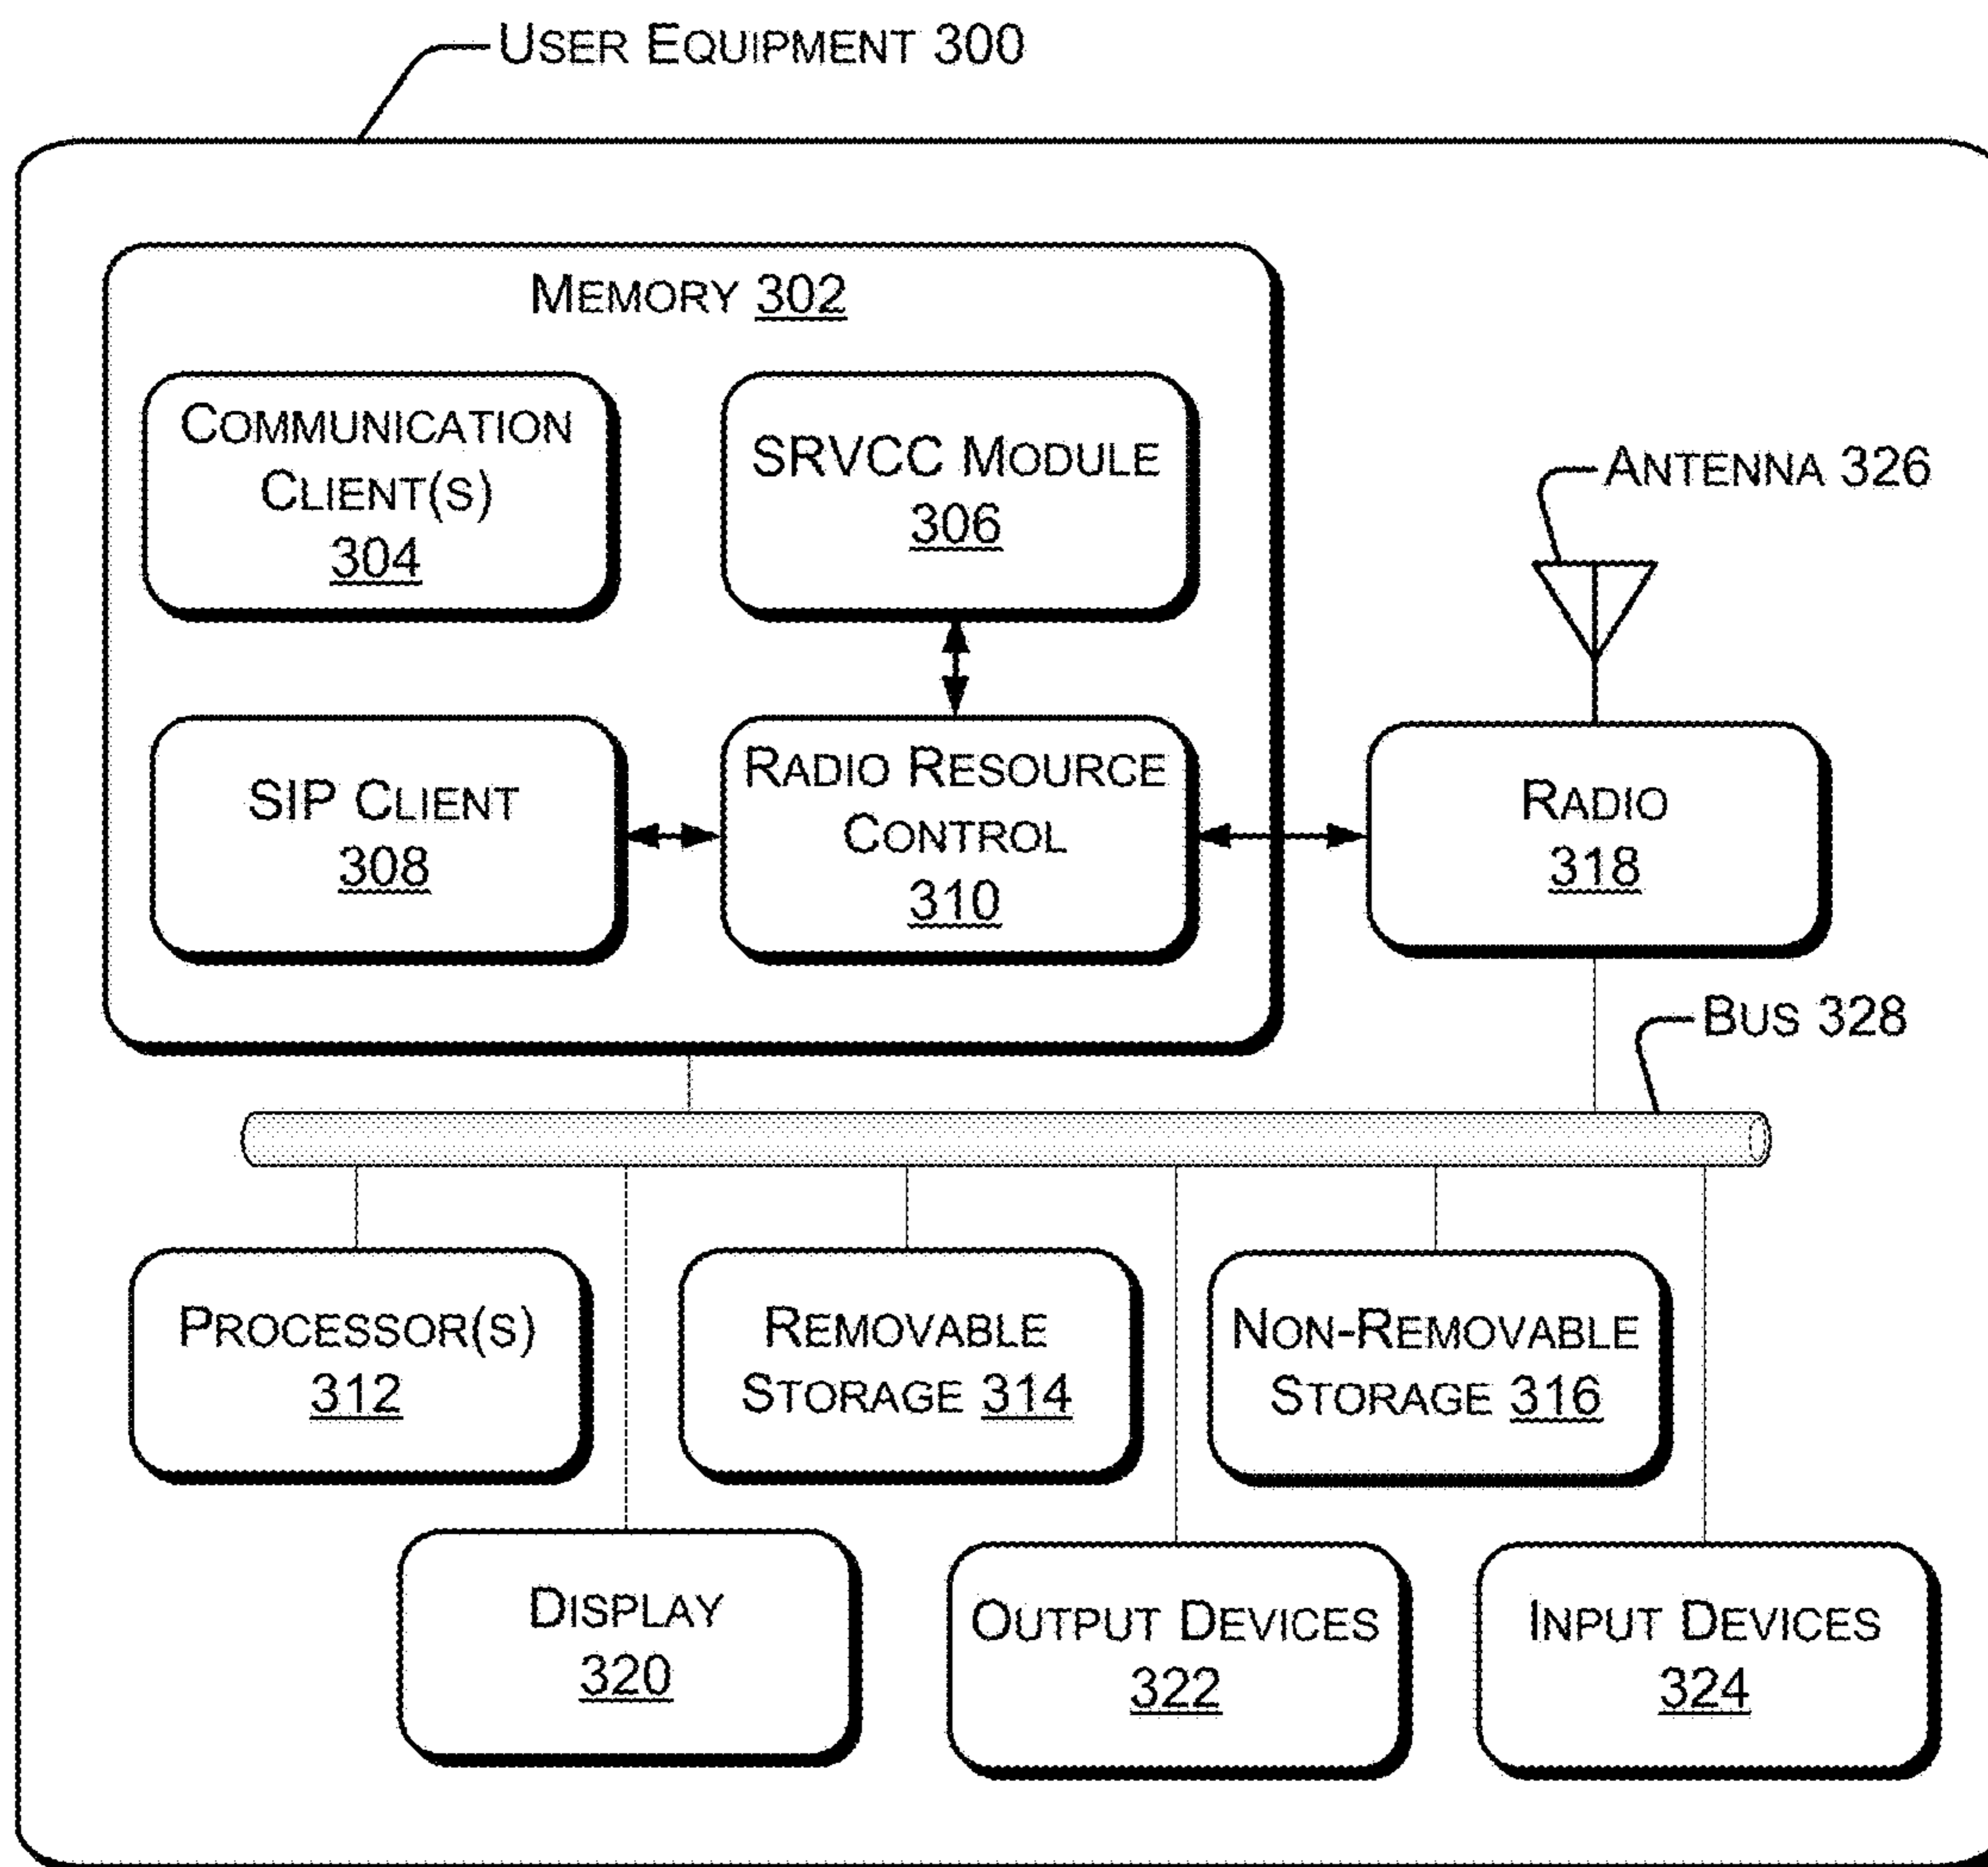 USER EQUIPMENT 300
MEMORY 302
COMMUNICATION
CLIENT(S)
304
SRVCC MODULE
306
ANTENNA 326
SIP CLIENT
308
RADIO RESOURCE
CONTROL
310
RADIO
318
BUS 328
PROCESSOR(S)
312
REMOVABLE
STORAGE 314
NON-REMOVABLE
STORAGE 316
DISPLAY
320
OUTPUT DEVICES
322
INPUT DEVICES
324